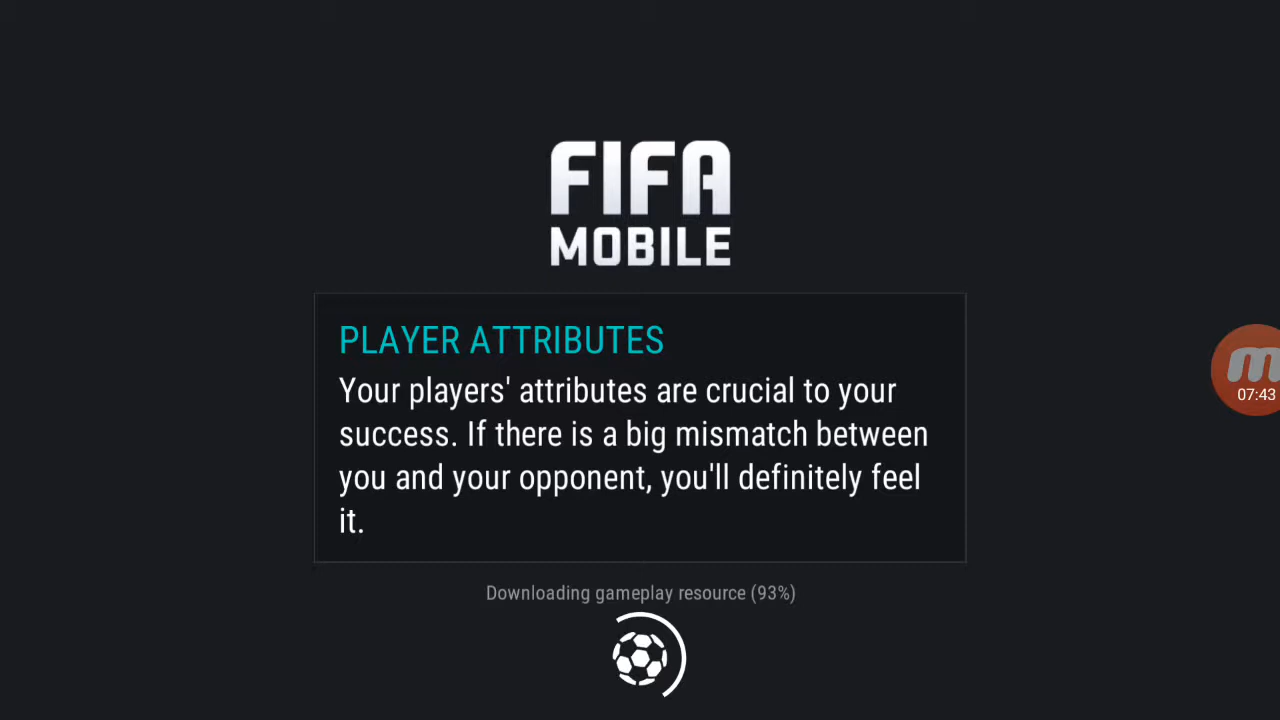 FIFA
MOBILE
PLAYER ATTRIBUTES
Your players' attributes are crucial to your
success. If there is a big mismatch between
you and your opponent, you'll definitely feel
it.
07:43
Downloading gameplay resource (93%)